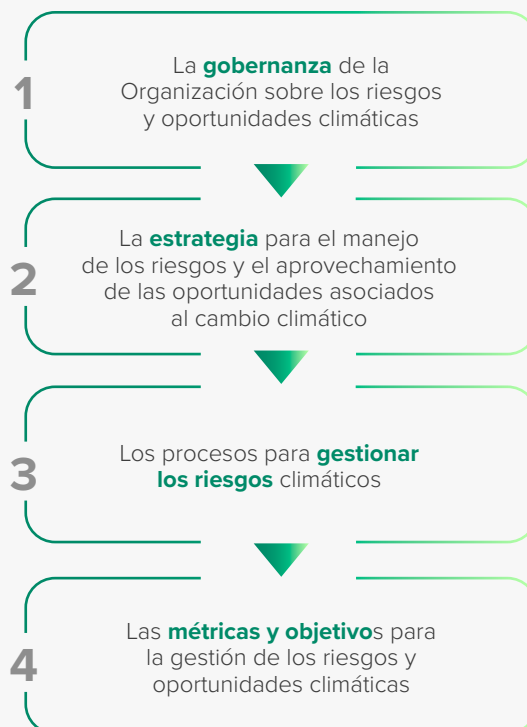 1
La gobernanza de la
Organización sobre los riesgos
y oportunidades climáticas
2
La estrategia para el manejo
de los riesgos y el aprovechamiento
de las oportunidades asociados
al cambio climático
3
Los procesos para gestionar
los riesgos climáticos
4
Las métricas y objetivos para
la gestión de los riesgos y
oportunidades climáticas